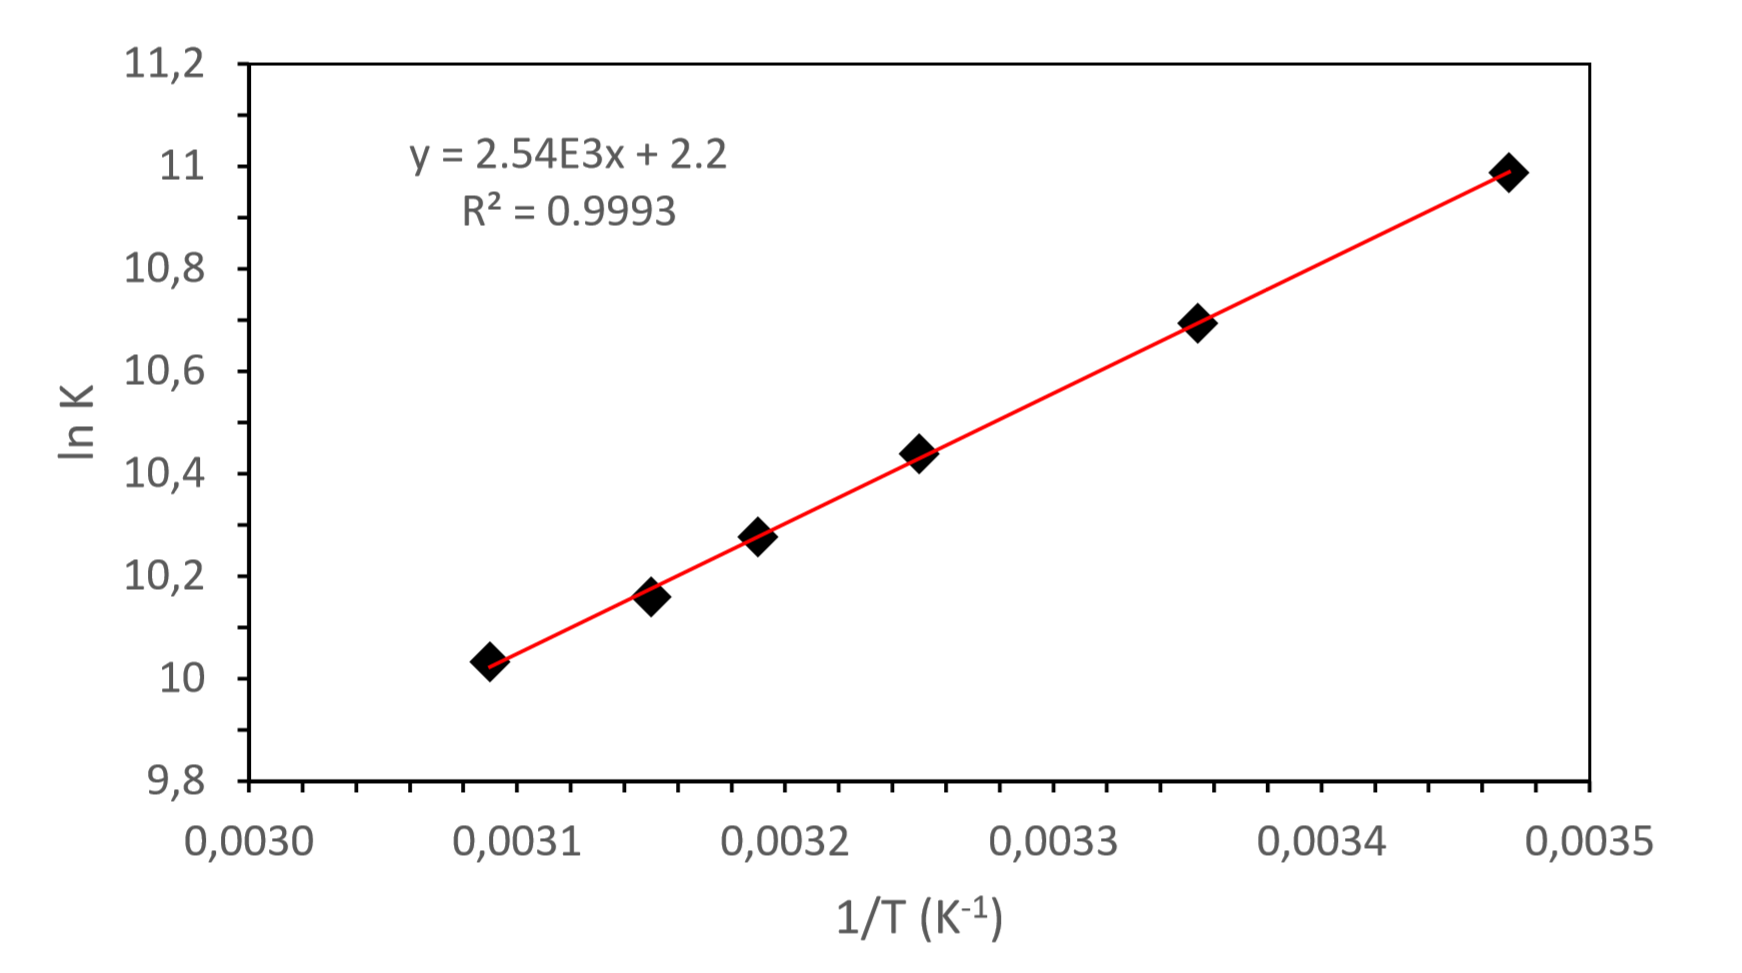 y = 2.54E3x + 2.2
R² = 0.9993
11,2
11
10,8
10,6
10,4
10,2
10
9,8
ln K
0,0030 0,0031 0,0032 0,0033 0,0034 0,0035
1/T (K⁻¹)